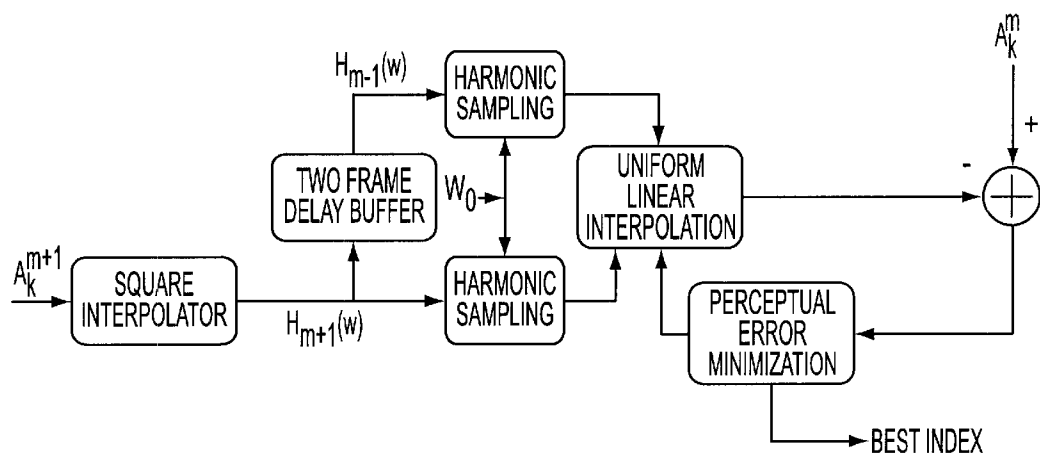 A_k^m
H_{m-1}(w)
HARMONIC
SAMPLING
+
TWO FRAME
DELAY BUFFER
W_0
UNIFORM
LINEAR
INTERPOLATION
-
A_k^{m+1}
SQUARE
INTERPOLATOR
H_{m+1}(w)
HARMONIC
SAMPLING
PERCEPTUAL
ERROR
MINIMIZATION
BEST INDEX